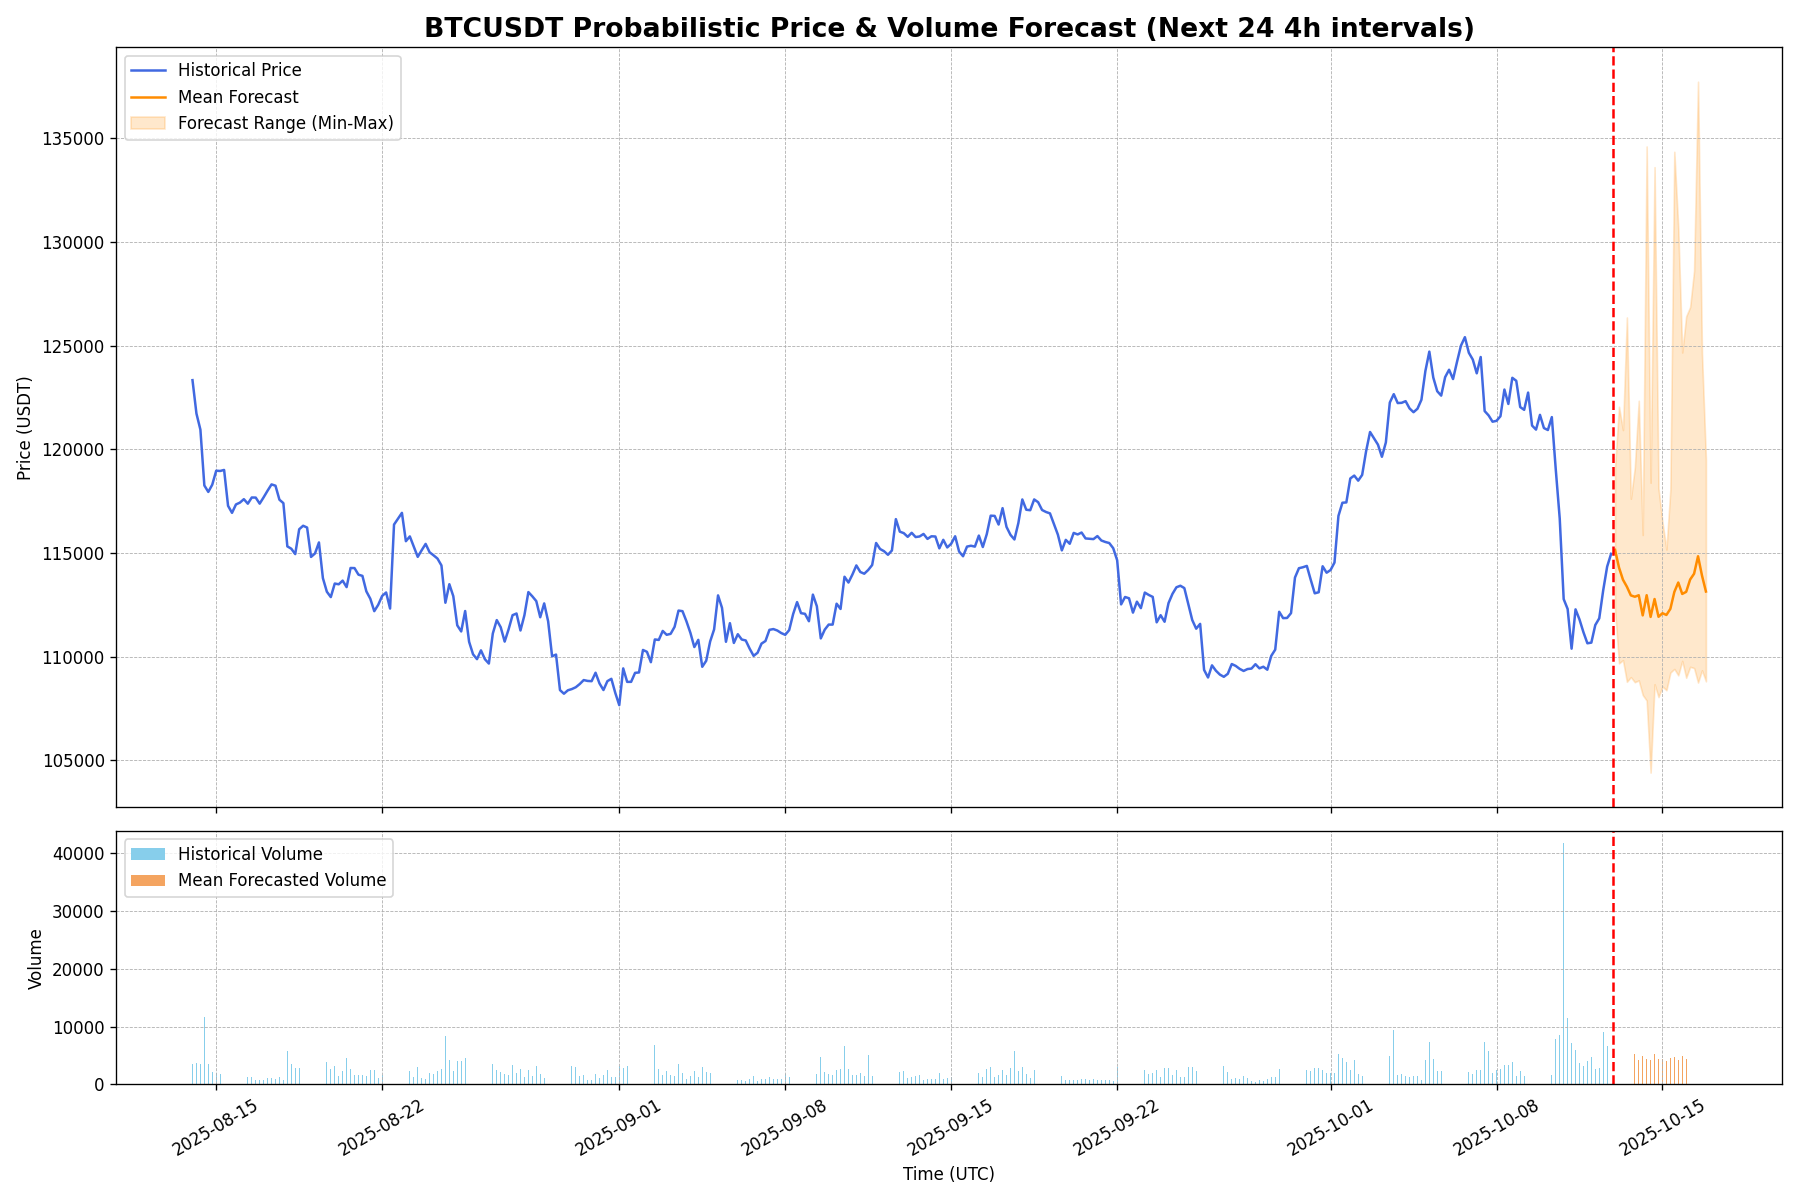 BTCUSDT Probabilistic Price & Volume Forecast (Next 24 4h intervals)
Historical Price
Mean Forecast
Forecast Range (Min-Max)
135000
130000
125000
120000
115000
110000
105000
Price (USDT)
Historical Volume
Mean Forecasted Volume
40000
30000
20000
10000
0
Volume
2025-08-15
2025-08-22
2025-09-01
2025-09-08
2025-09-15
2025-09-22
2025-10-01
2025-10-08
2025-10-15
Time (UTC)